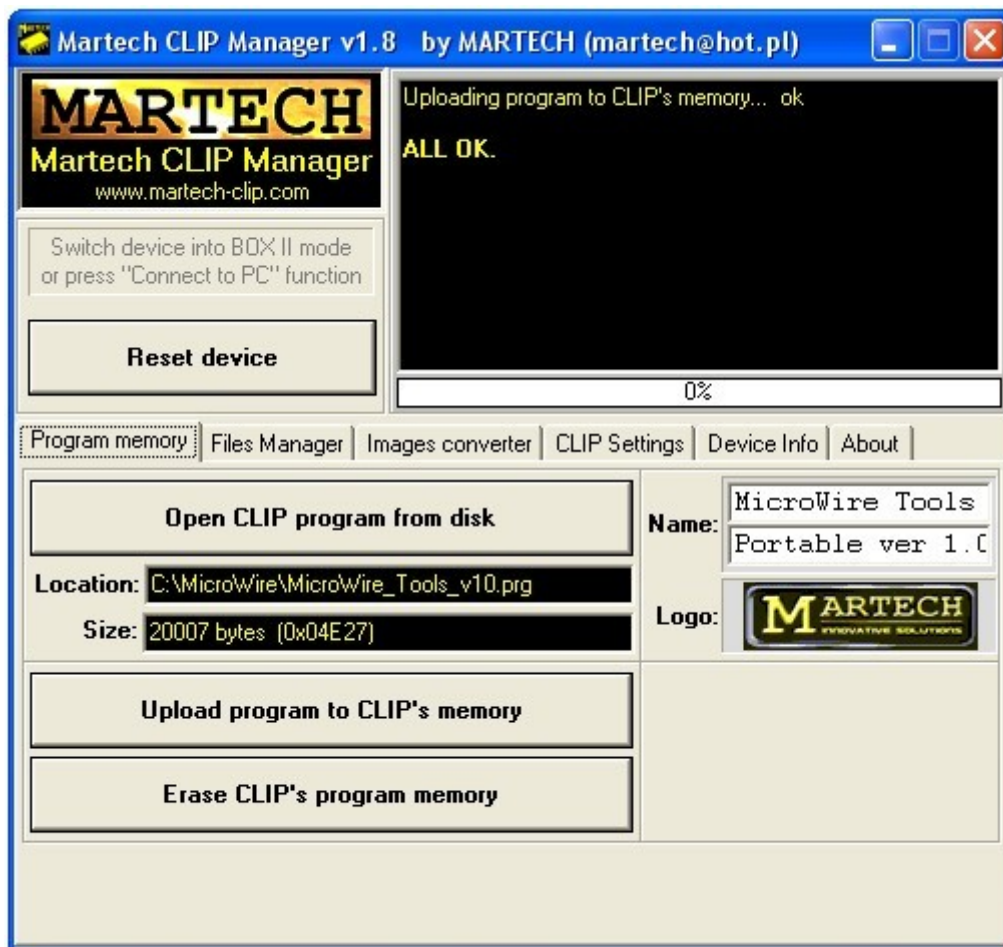 Martech CLIP Manager v1.8 by MARTECH (martech@hot.pl)
MARTECH
Martech CLIP Manager
www.martech-clip.com
Uploading program to CLIP's memory... ok
ALL OK.
Switch device into BOX II mode
or press "Connect to PC" function
Reset device
0%
Program memory
Files Manager
Images converter
CLIP Settings
Device Info
About
Open CLIP program from disk
Location: C:\MicroWire\MicroWire_Tools_v10.prg
Size: 20007 bytes (0x04E27)
Name: MicroWire Tools
Portable ver 1.0
Logo: MARTECH
INNOVATIVE SOLUTIONS
Upload program to CLIP's memory
Erase CLIP's program memory